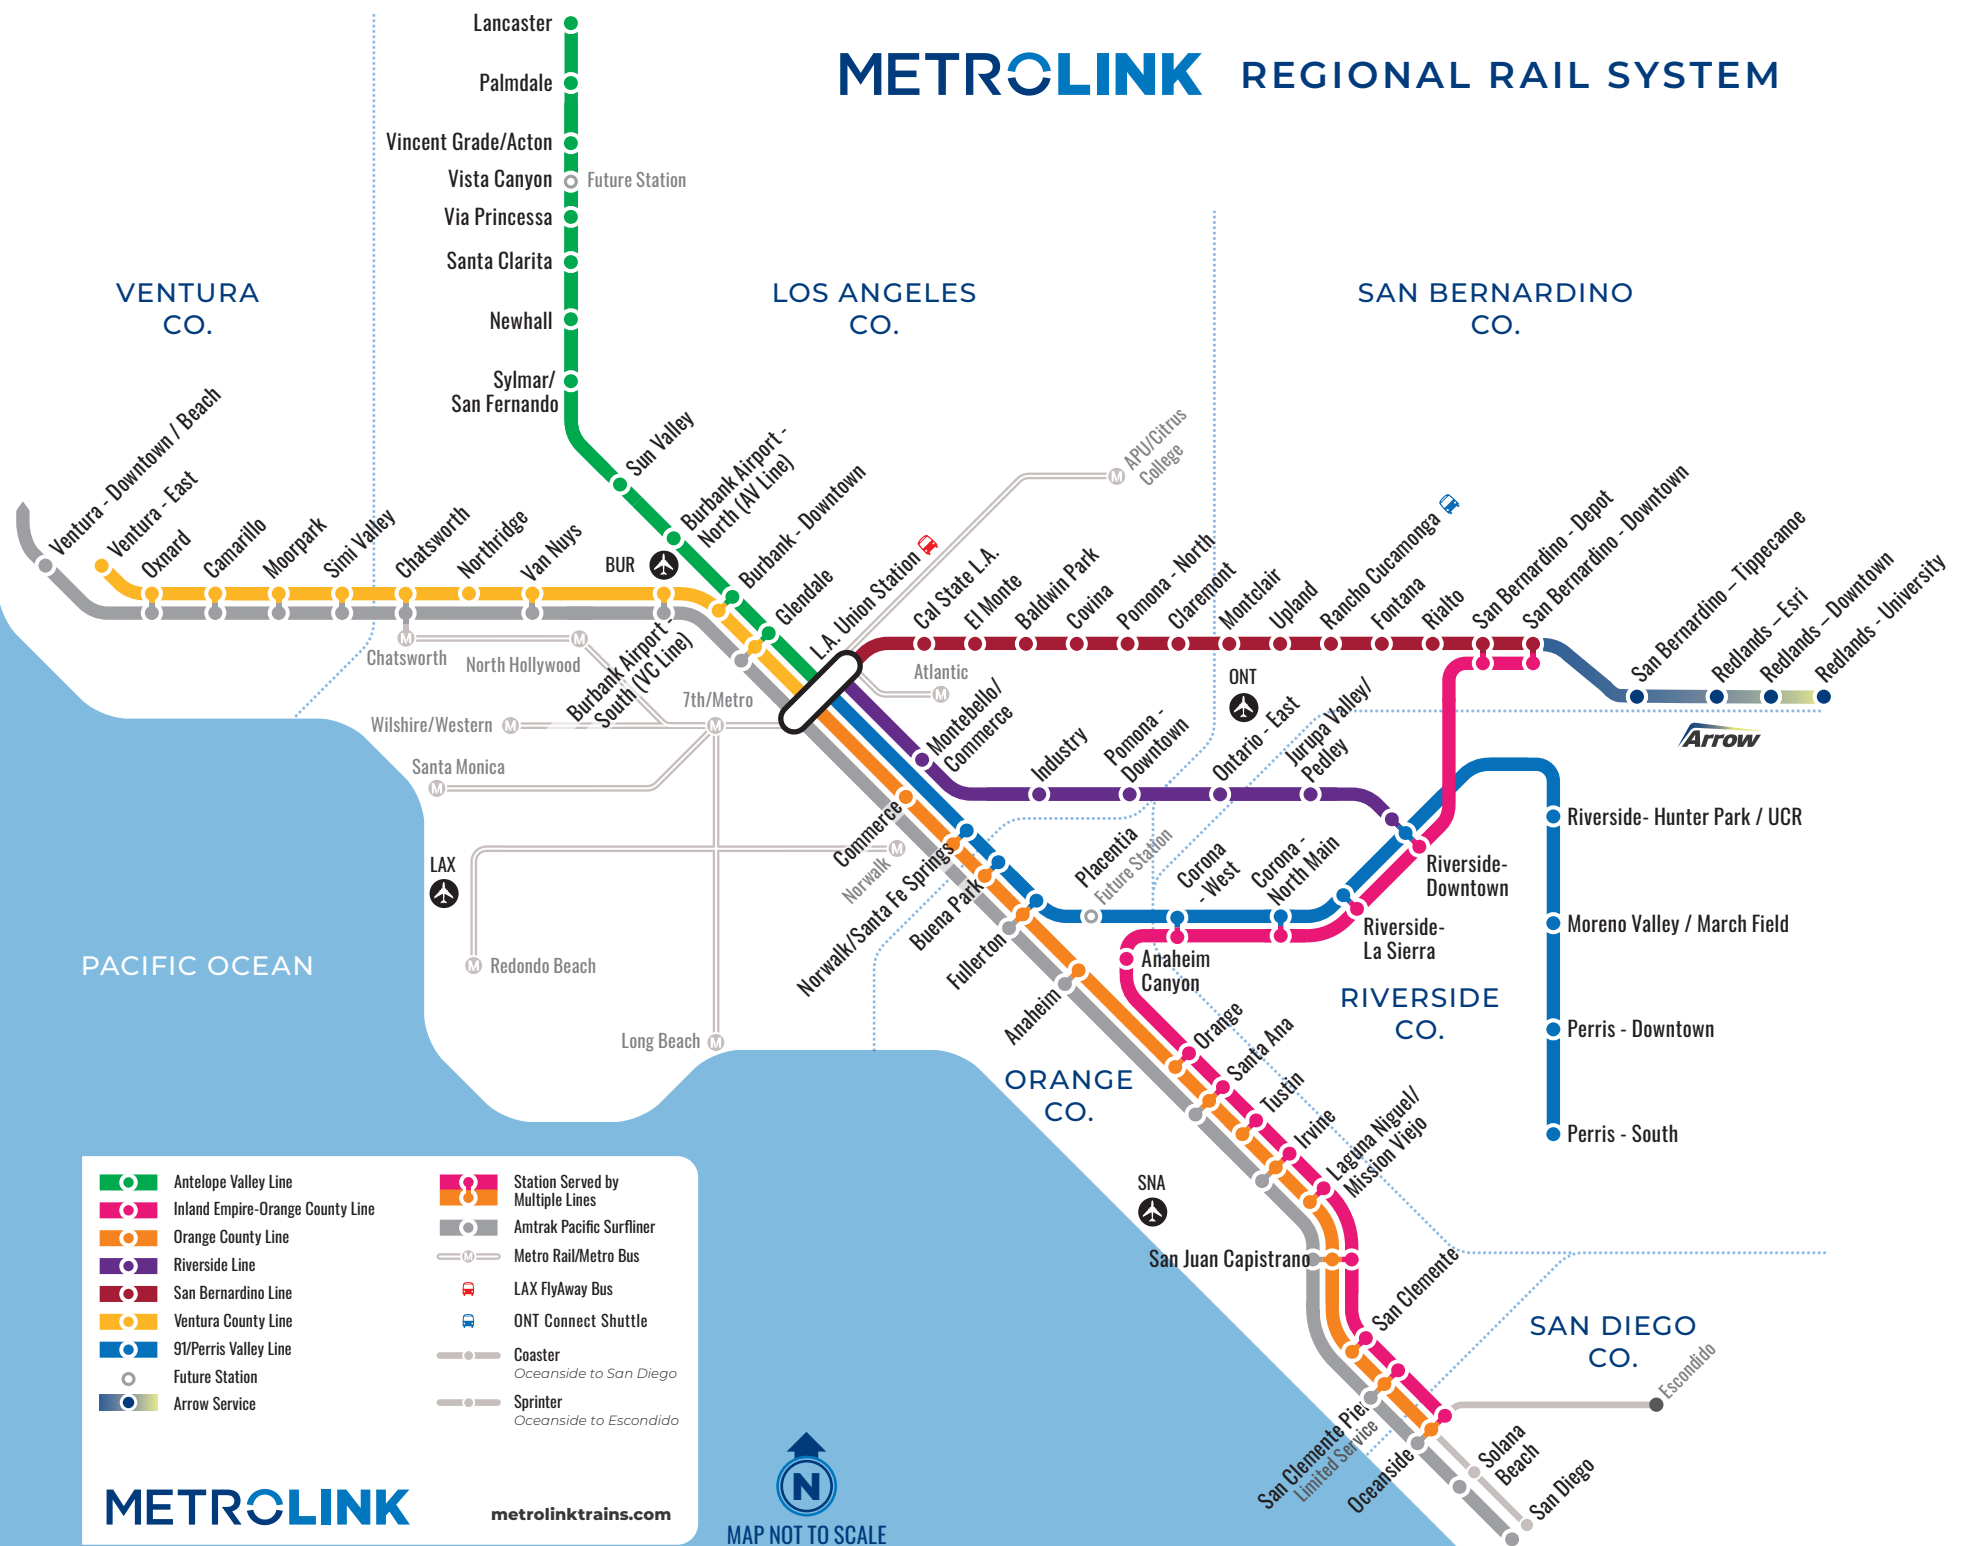 METROLINK REGIONAL RAIL SYSTEM
Lancaster
Palmdale
Vincent Grade/Acton
Vista Canyon
Future Station
Via Princessa
Santa Clarita
Newhall
Sylmar/
San Fernando
VENTURA
CO.
LOS ANGELES
CO.
SAN BERNARDINO
CO.
Ventura - Downtown / Beach
Ventura - East
Oxnard
Camarillo
Moorpark
Simi Valley
Chatsworth
Northridge
Van Nuys
Sun Valley
Burbank Airport -
North (AV Line)
BUR
Burbank - Downtown
Glendale
L.A. Union Station
APU/Citrus
College
Cal State L.A.
El Monte
Baldwin Park
Covina
Pomona - North
Claremont
Montclair
Upland
Rancho Cucamonga
Fontana
Rialto
San Bernardino - Depot
San Bernardino - Downtown
San Bernardino – Tippecanoe
Redlands – Esri
Redlands – Downtown
Redlands - University
Arrow
M
Chatsworth
M
North Hollywood
Burbank Airport -
South (VC Line)
7th/Metro
M
Wilshire/Western
M
Santa Monica
M
Atlantic
M
M
ONT
Montebello/
Commerce
Industry
Pomona -
Downtown
Ontario - East
Jurupa Valley/
Pedley
LAX
Commerce
M
Norwalk
Norwalk/Santa Fe Springs
Buena Park
Fullerton
Anaheim
Placentia
Future Station
Corona
- West
Corona -
North Main
Riverside-
Downtown
Riverside-
La Sierra
Riverside- Hunter Park / UCR
Moreno Valley / March Field
Perris - Downtown
Perris - South
Anaheim
Canyon
RIVERSIDE
CO.
PACIFIC OCEAN
M
Redondo Beach
Long Beach
M
ORANGE
CO.
Orange
Santa Ana
Tustin
Irvine
Laguna Niguel/
Mission Viejo
SNA
San Juan Capistrano
San Clemente
San Clemente Pier
Limited Service
Oceanside
SAN DIEGO
CO.
Escondido
Solana
Beach
San Diego
Antelope Valley Line
Inland Empire-Orange County Line
Orange County Line
Riverside Line
San Bernardino Line
Ventura County Line
91/Perris Valley Line
Future Station
Arrow Service
Station Served by
Multiple Lines
Amtrak Pacific Surfliner
M
Metro Rail/Metro Bus
LAX FlyAway Bus
ONT Connect Shuttle
Coaster
Oceanside to San Diego
Sprinter
Oceanside to Escondido
METROLINK
metrolinktrains.com
N
MAP NOT TO SCALE